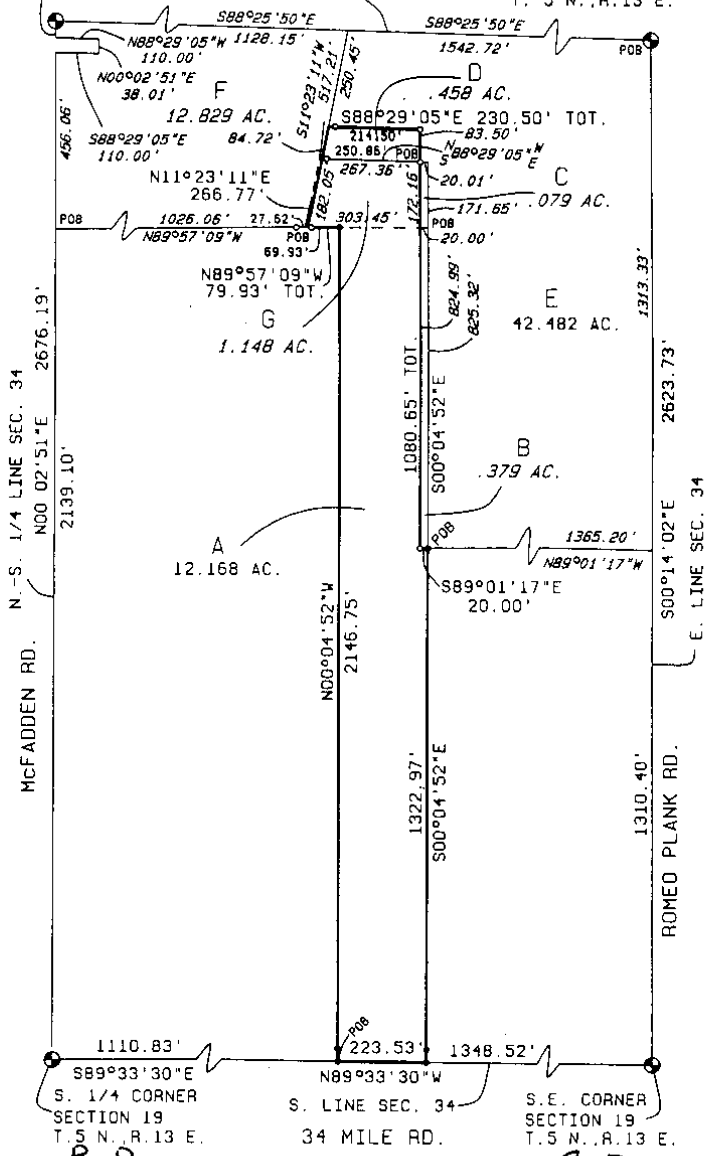 T. 5 N.,R.13 E.
S88°25'50"E
S88°25'50"E
1128.15'
1542.72'
POB
N88°29'05"W
110.00'
N00°02'51"E
38.01'
S88°29'05"E
110.00'
456.06'
F
12.829 AC.
84.72'
S11°23'11"W
517.21'
250.45'
D
.458 AC.
S88°29'05"E 230.50' TOT.
214.50'
83.50'
250.86'
POB
N88°29'05"W
S E
267.36'
20.01'
C
.079 AC.
172.16'
171.65'
N11°23'11"E
266.77'
182.05'
POB
1026.06'
N89°57'09"W
27.52'
POB
303.45'
POB
20.00'
69.93'
N89°57'09"W
79.93' TOT.
G
1.148 AC.
824.99'
825.32'
E
42.482 AC.
1313.33'
N.-S. 1/4 LINE SEC. 34
N00 02'51"E 2676.19'
2139.10'
1080.65' TOT.
S00°04'52"E
B
.379 AC.
POB
2623.73'
S00°14'02"E
E. LINE SEC. 34
A
12.168 AC.
1365.20'
N89°01'17"W
S89°01'17"E
20.00'
N00°04'52"W
2146.75'
McFADDEN RD.
1322.97'
S00°04'52"E
1310.40'
ROMEO PLANK RD.
POB
1110.83'
223.53'
1348.52'
S89°33'30"E
N89°33'30"W
S. 1/4 CORNER
SECTION 19
T.5 N.,R.13 E.
S. LINE SEC. 34
34 MILE RD.
S.E. CORNER
SECTION 19
T.5 N.,R.13 E.